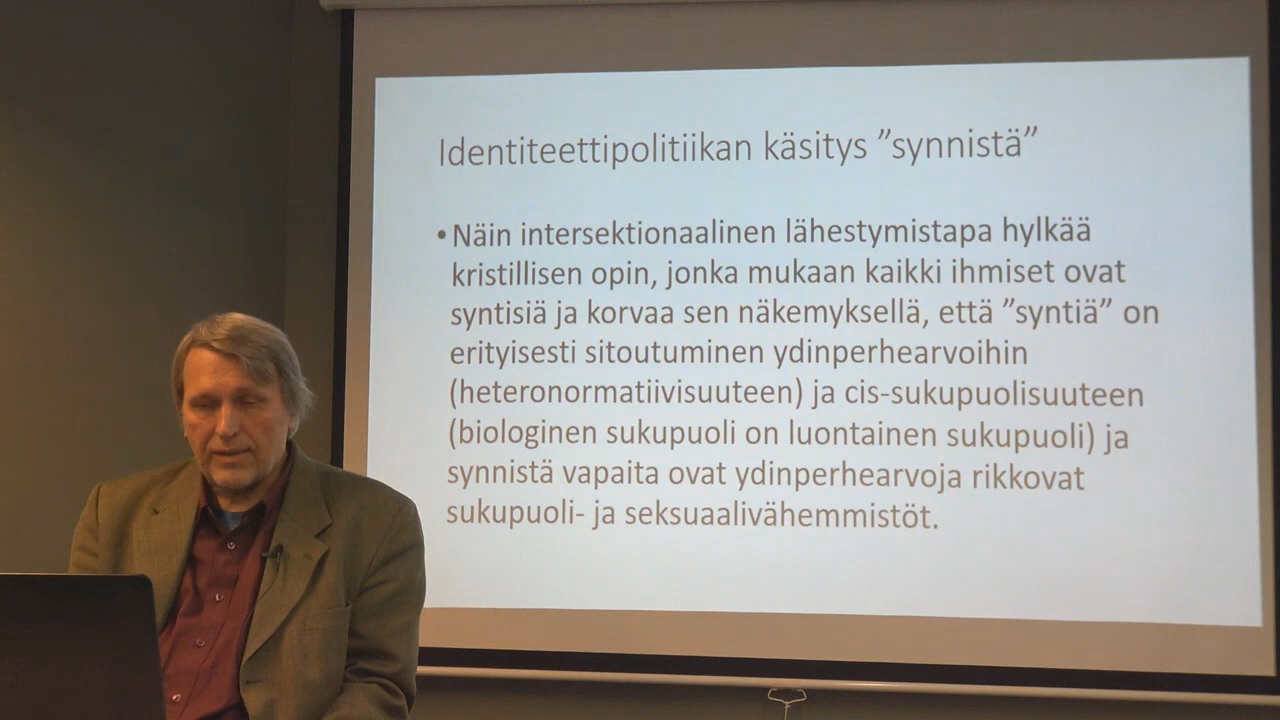 Identiteettipolitiikan käsitys ”synnistä”
• Näin intersektionaalinen lähestymistapa hylkää
kristillisen opin, jonka mukaan kaikki ihmiset ovat
syntisiä ja korvaa sen näkemyksellä, että ”syntiä” on
erityisesti sitoutuminen ydinperhearvoihin
(heteronormatiivisuuteen) ja cis-sukupuolisuuteen
(biologinen sukupuoli on luontainen sukupuoli) ja
synnistä vapaita ovat ydinperhearvoja rikkovat
sukupuoli- ja seksuaalivähemmistöt.